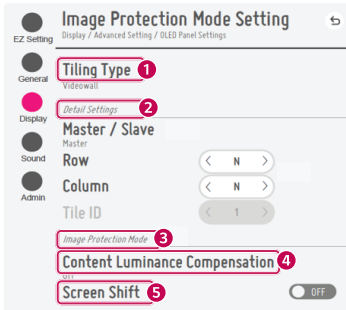 Image Protection Mode Setting
Display / Advanced Setting / OLED Panel Settings
EZ Setting
General
Display
Sound
Admin
Tiling Type 1
Videowall
Detail Settings 2
Master / Slave
Master
Row < N >
Column < N >
Tile ID < 1 >
Image Protection Mode 3
Content Luminance Compensation 4
Off
Screen Shift 5
OFF